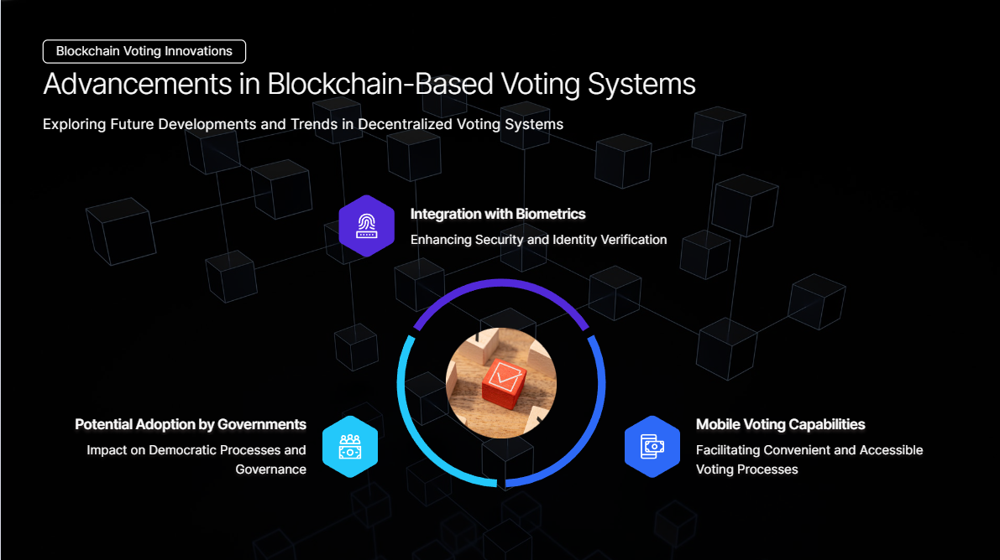 Blockchain Voting Innovations
Advancements in Blockchain-Based Voting Systems
Exploring Future Developments and Trends in Decentralized Voting Systems
Integration with Biometrics
Enhancing Security and Identity Verification
Potential Adoption by Governments
Impact on Democratic Processes and
Governance
Mobile Voting Capabilities
Facilitating Convenient and Accessible
Voting Processes